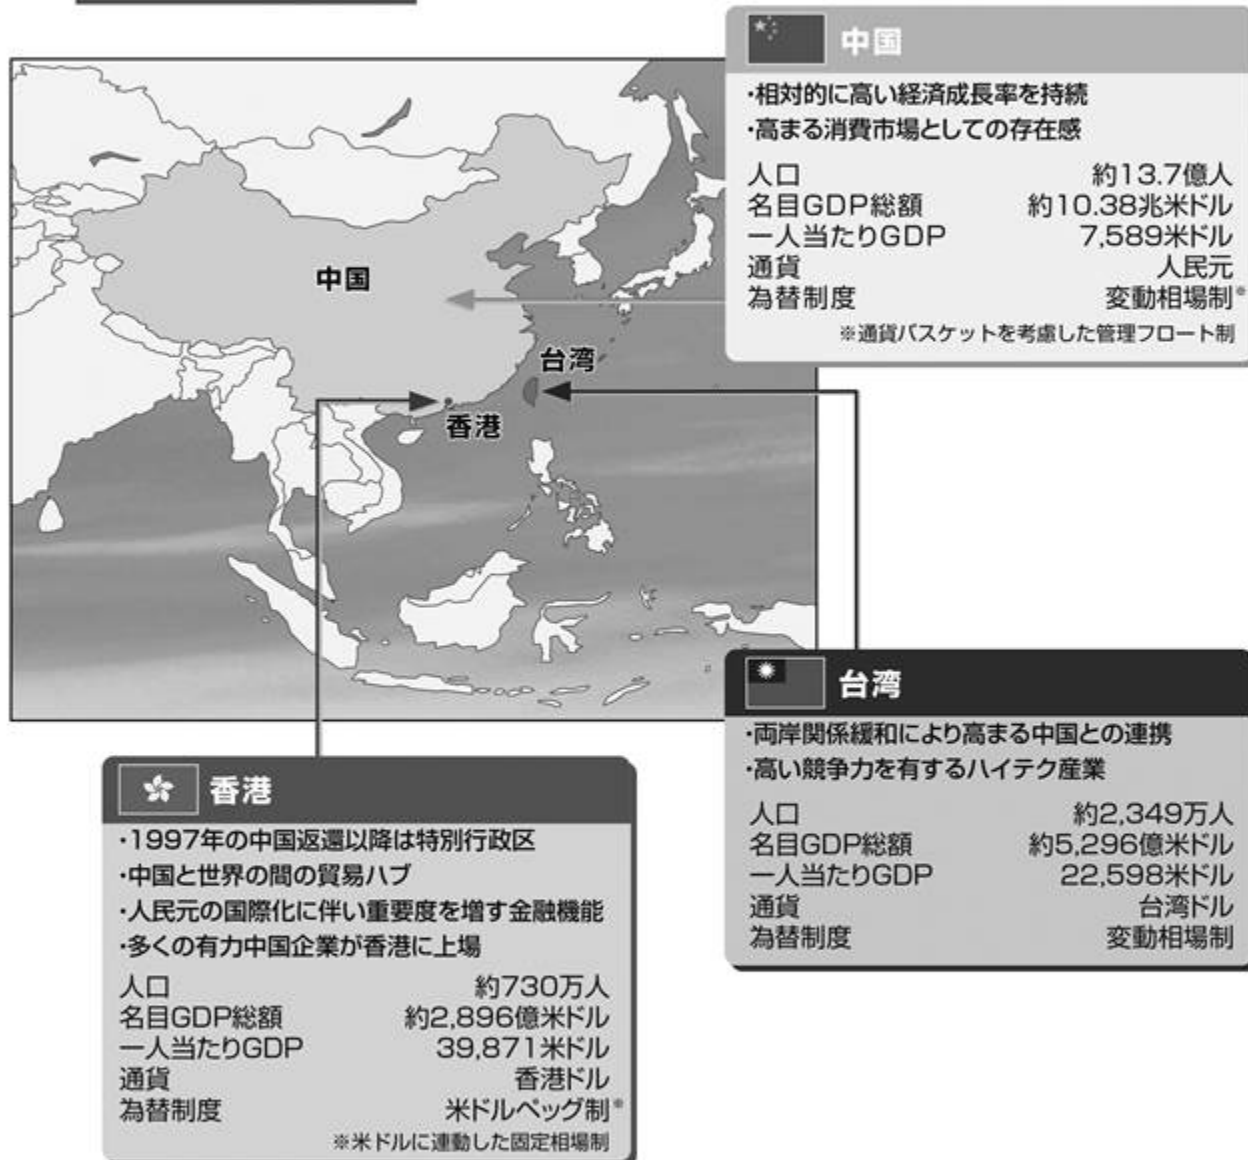 中国
・相対的に高い経済成長率を持続
・高まる消費市場としての存在感
人口 約13.7億人
名目GDP総額 約10.38兆米ドル
一人当たりGDP 7,589米ドル
通貨 人民元
為替制度 変動相場制※
※通貨バスケットを考慮した管理フロート制
中国
台湾
香港
台湾
・両岸関係緩和により高まる中国との連携
・高い競争力を有するハイテク産業
人口 約2,349万人
名目GDP総額 約5,296億米ドル
一人当たりGDP 22,598米ドル
通貨 台湾ドル
為替制度 変動相場制
香港
・1997年の中国返還以降は特別行政区
・中国と世界の間の貿易ハブ
・人民元の国際化に伴い重要度を増す金融機能
・多くの有力中国企業が香港に上場
人口 約730万人
名目GDP総額 約2,896億米ドル
一人当たりGDP 39,871米ドル
通貨 香港ドル
為替制度 米ドルペッグ制※
※米ドルに連動した固定相場制